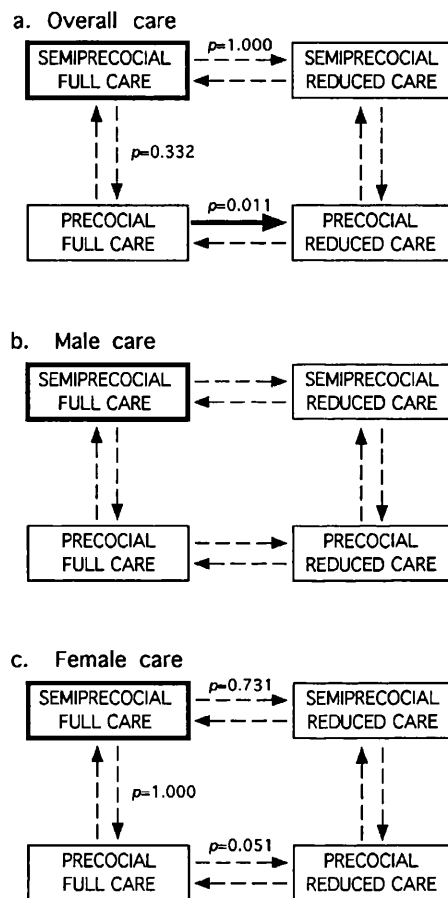 a. Overall care
p=1.000
SEMIPRECOCIAL
FULL CARE
SEMIPRECOCIAL
REDUCED CARE
p=0.332
p=0.011
PRECOCIAL
FULL CARE
PRECOCIAL
REDUCED CARE
b. Male care
SEMIPRECOCIAL
FULL CARE
SEMIPRECOCIAL
REDUCED CARE
PRECOCIAL
FULL CARE
PRECOCIAL
REDUCED CARE
c. Female care
p=0.731
SEMIPRECOCIAL
FULL CARE
SEMIPRECOCIAL
REDUCED CARE
p=1.000
p=0.051
PRECOCIAL
FULL CARE
PRECOCIAL
REDUCED CARE